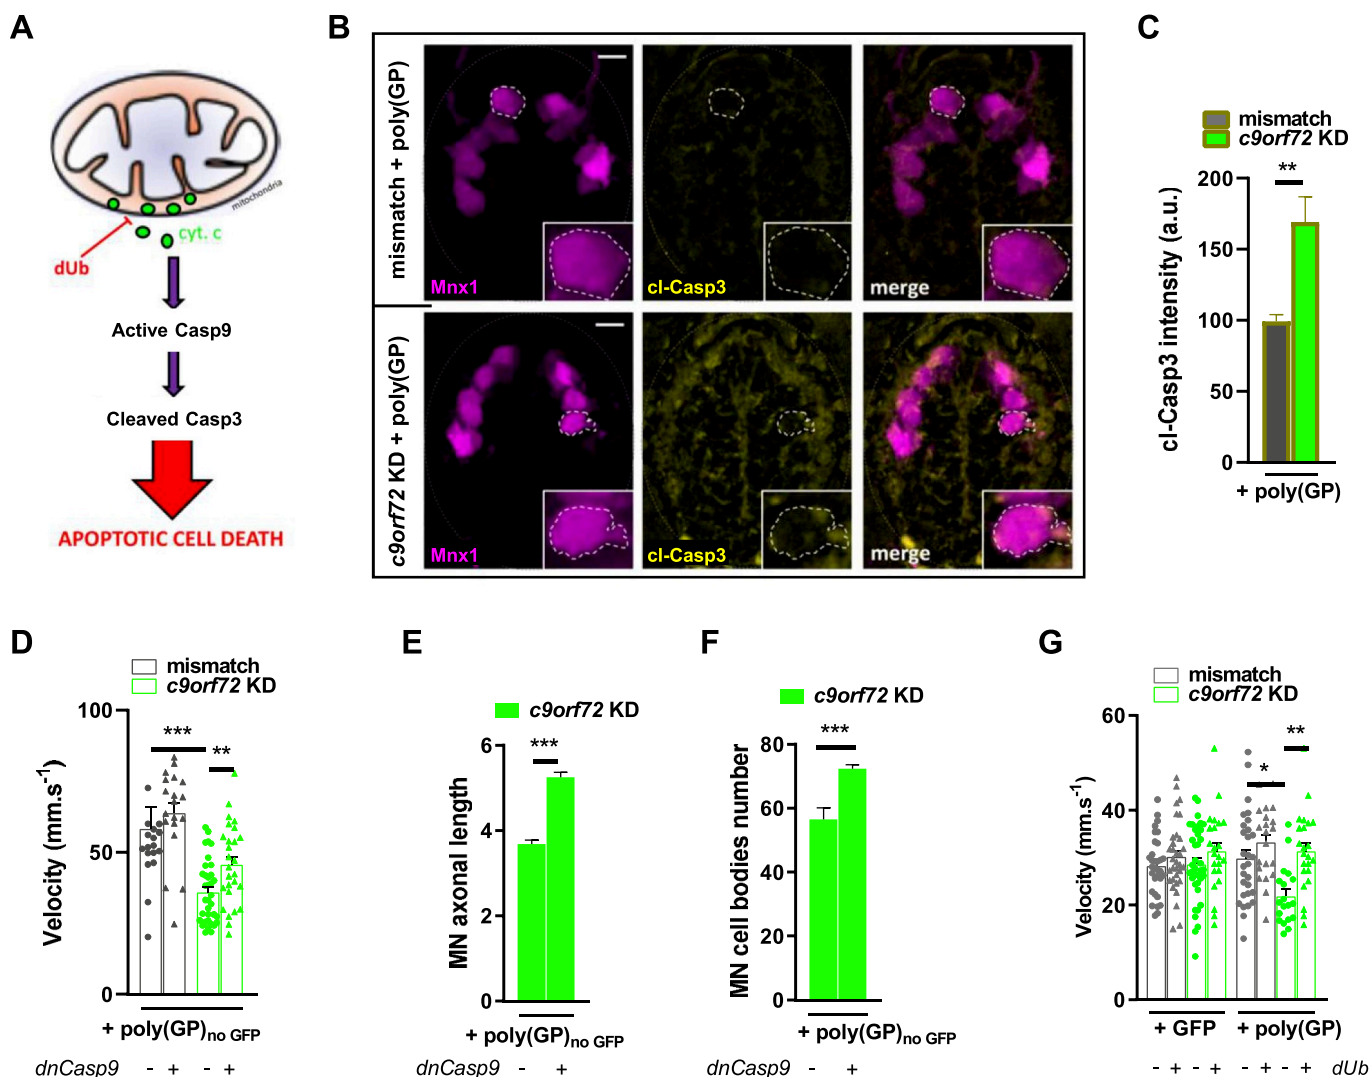 A
mitochondria
cyt. c
dUb
Active Casp9
Cleaved Casp3
APOPTOTIC CELL DEATH
B
mismatch + poly(GP)
Mnx1
cl-Casp3
merge
c9orf72 KD + poly(GP)
Mnx1
cl-Casp3
merge
C
mismatch
c9orf72 KD
**
cl-Casp3 intensity (a.u.)
200
150
100
50
0
+ poly(GP)
D
mismatch
c9orf72 KD
***
**
Velocity (mm.s-1)
100
50
0
+ poly(GP)no GFP
dnCasp9 - + - +
E
c9orf72 KD
***
MN axonal length
6
4
2
0
+ poly(GP)no GFP
dnCasp9 - +
F
c9orf72 KD
***
MN cell bodies number
80
60
40
20
0
+ poly(GP)no GFP
dnCasp9 - +
G
mismatch
c9orf72 KD
**
*
Velocity (mm.s-1)
60
40
20
0
+ GFP + poly(GP)
- + - + - + - + dUb